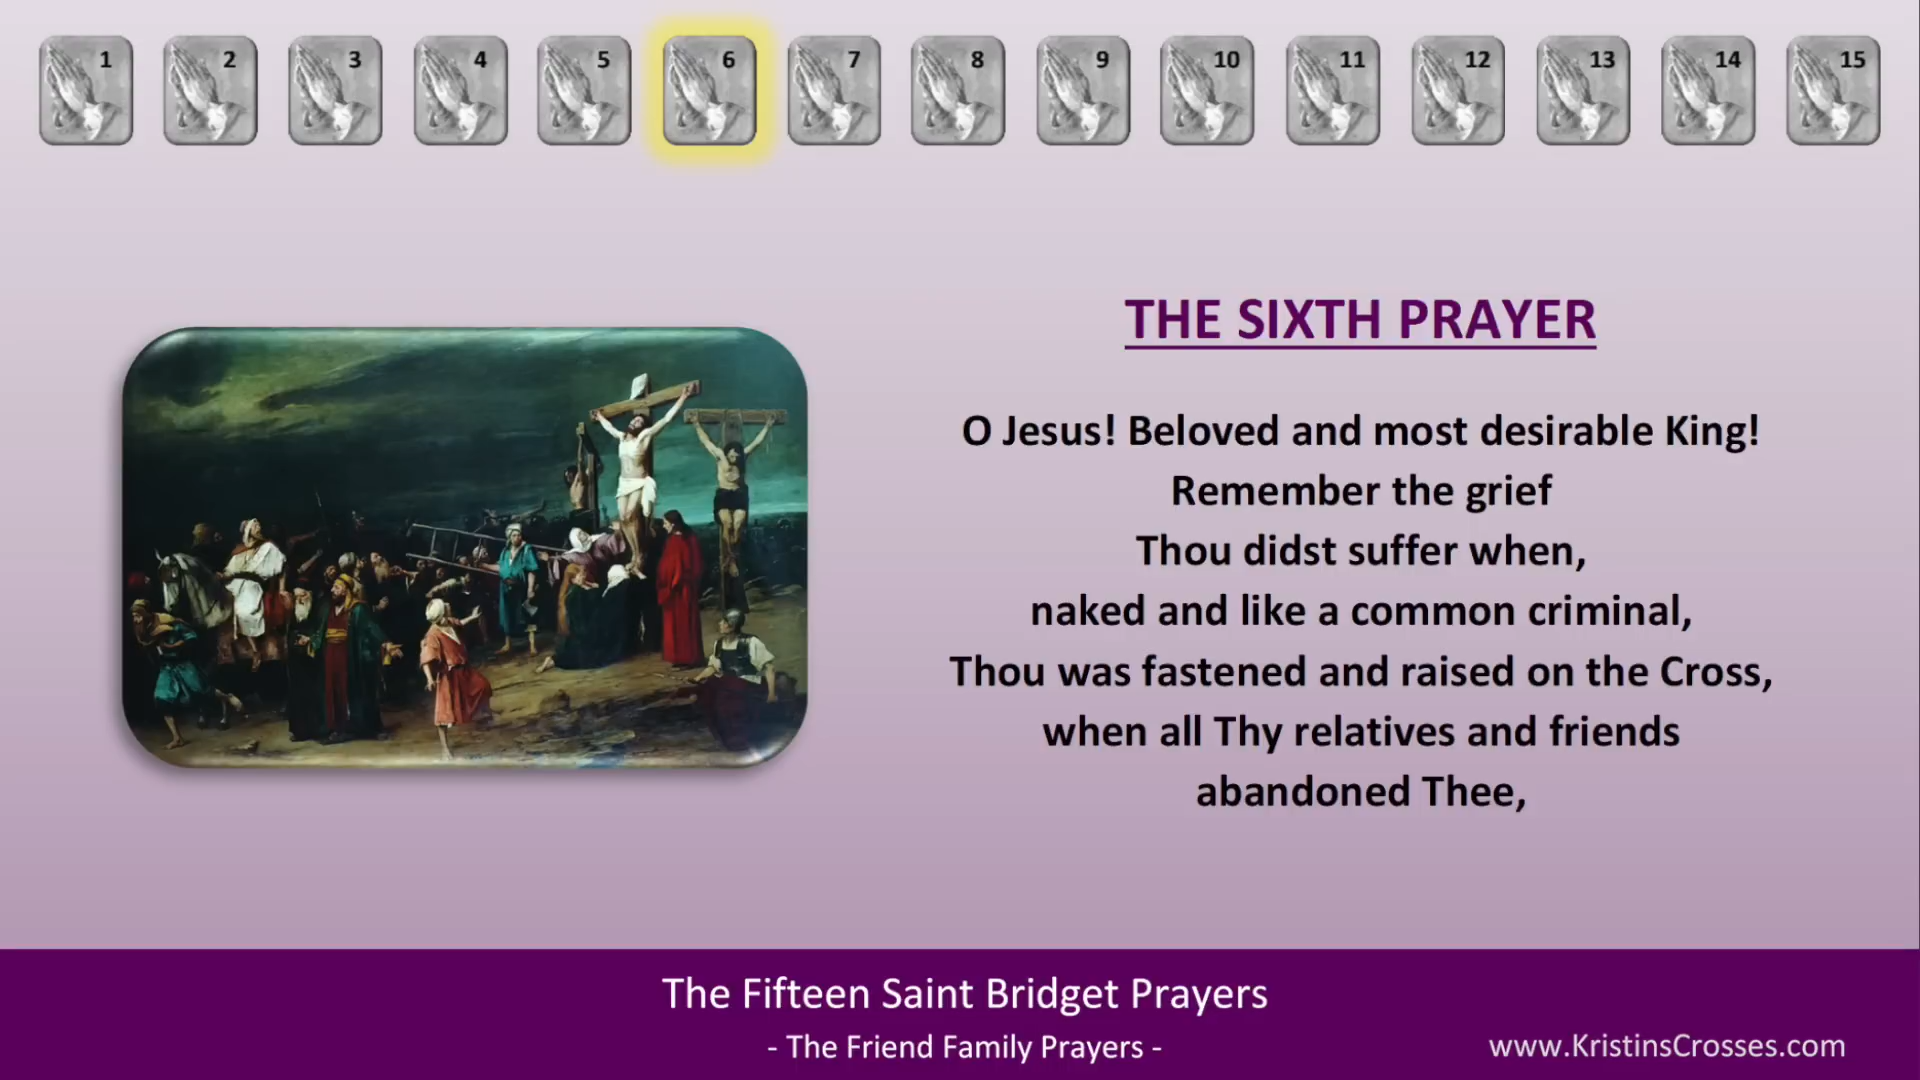 1 2 3 4 5 6 7 8 9 10 11 12 13 14 15
THE SIXTH PRAYER
O Jesus! Beloved and most desirable King!
Remember the grief
Thou didst suffer when,
naked and like a common criminal,
Thou was fastened and raised on the Cross,
when all Thy relatives and friends
abandoned Thee,
The Fifteen Saint Bridget Prayers
- The Friend Family Prayers -
www.KristinsCrosses.com